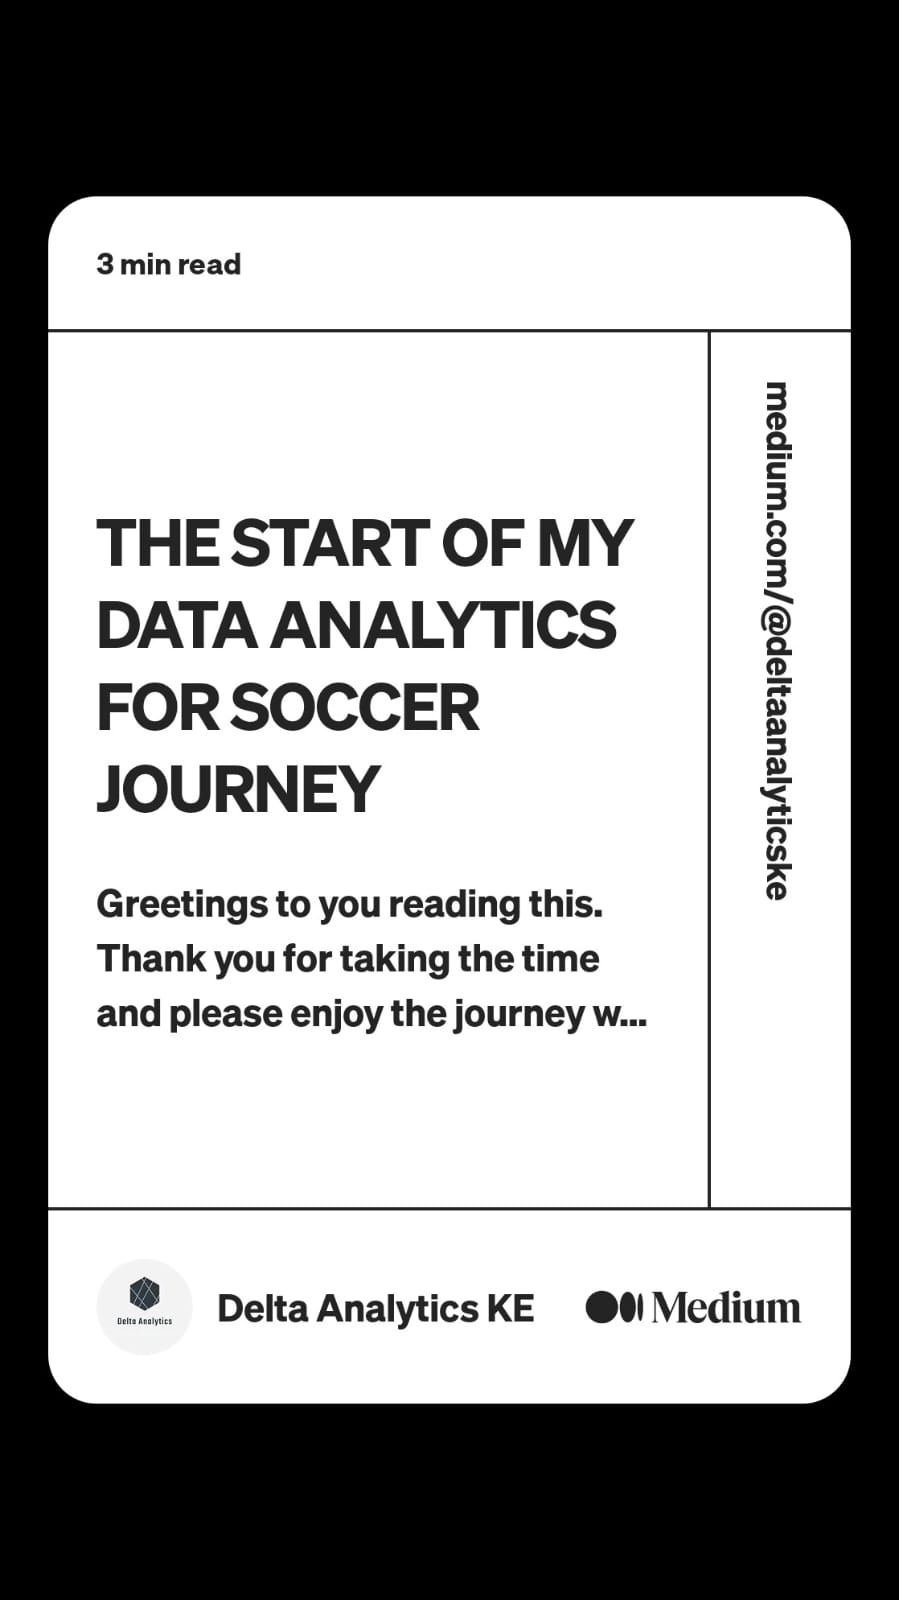 3 min read
THE START OF MY
DATA ANALYTICS
FOR SOCCER
JOURNEY
Greetings to you reading this.
Thank you for taking the time
and please enjoy the journey w...
medium.com/@deltaanalyticske
Delta Analytics
Delta Analytics KE
Medium